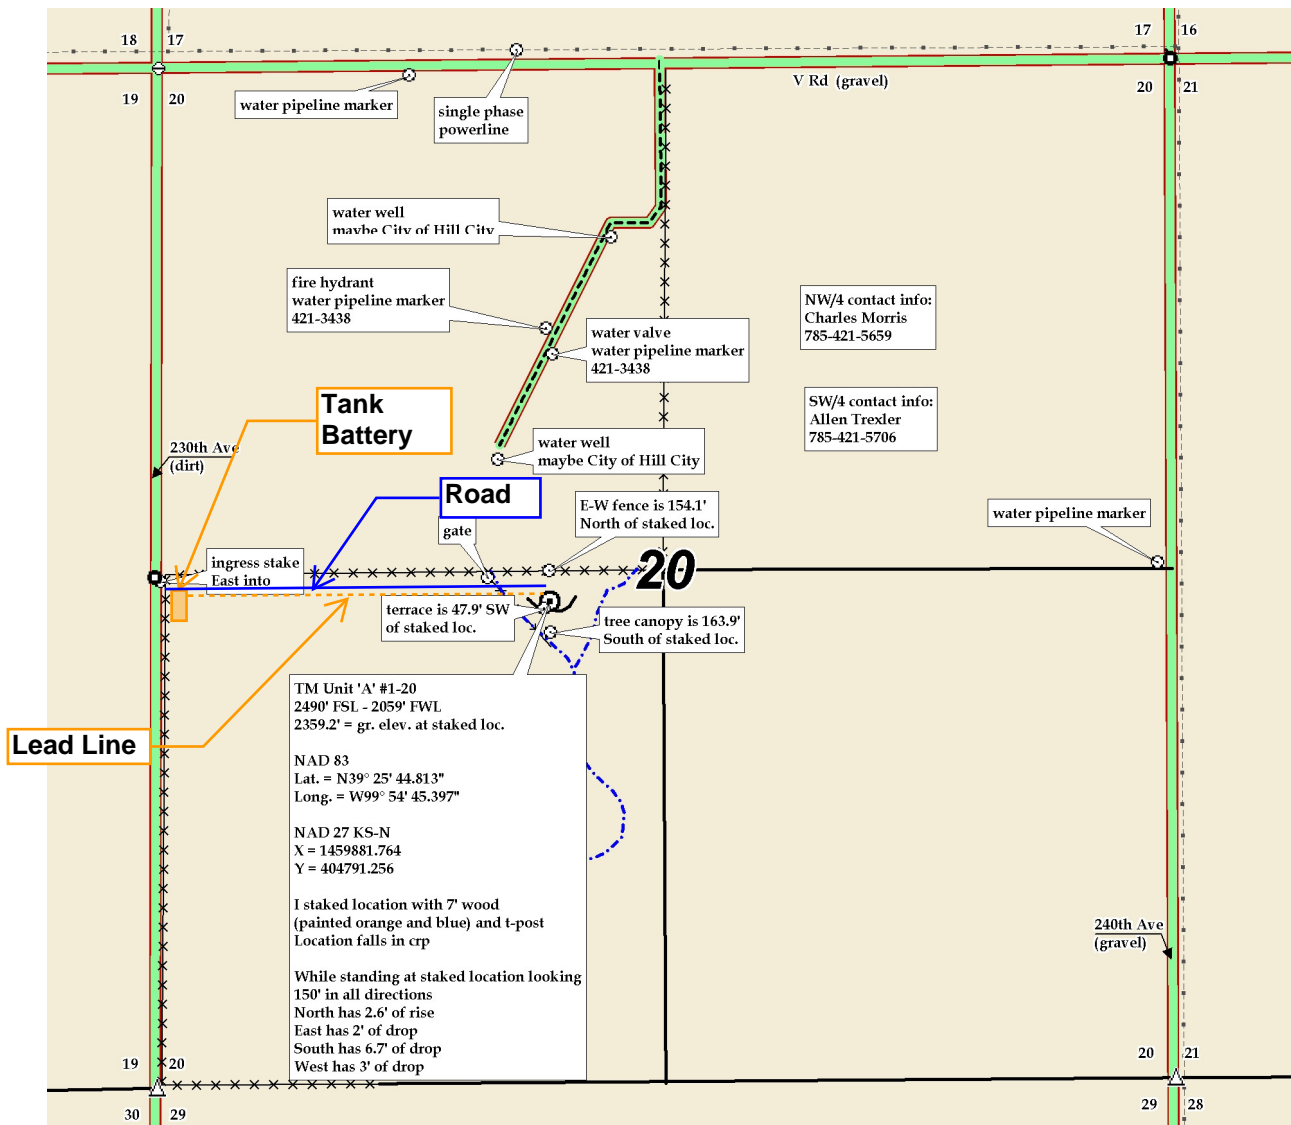 18 17
17 16
V Rd (gravel)
19 20
20 21
water pipeline marker
single phase
powerline
water well
maybe City of Hill City
fire hydrant
water pipeline marker
421-3438
NW/4 contact info:
Charles Morris
785-421-5659
water valve
water pipeline marker
421-3438
Tank
Battery
SW/4 contact info:
Allen Trexler
785-421-5706
230th Ave
(dirt)
water well
maybe City of Hill City
Road
E-W fence is 154.1'
North of staked loc.
water pipeline marker
gate
ingress stake
East into
20
terrace is 47.9' SW
of staked loc.
tree canopy is 163.9'
South of staked loc.
TM Unit 'A' #1-20
2490' FSL - 2059' FWL
2359.2' = gr. elev. at staked loc.
Lead Line
NAD 83
Lat. = N39° 25' 44.813"
Long. = W99° 54' 45.397"
NAD 27 KS-N
X = 1459881.764
Y = 404791.256
I staked location with 7' wood
(painted orange and blue) and t-post
Location falls in crp
240th Ave
(gravel)
While standing at staked location looking
150' in all directions
North has 2.6' of rise
East has 2' of drop
South has 6.7' of drop
West has 3' of drop
19 20
20 21
30 29
29 28